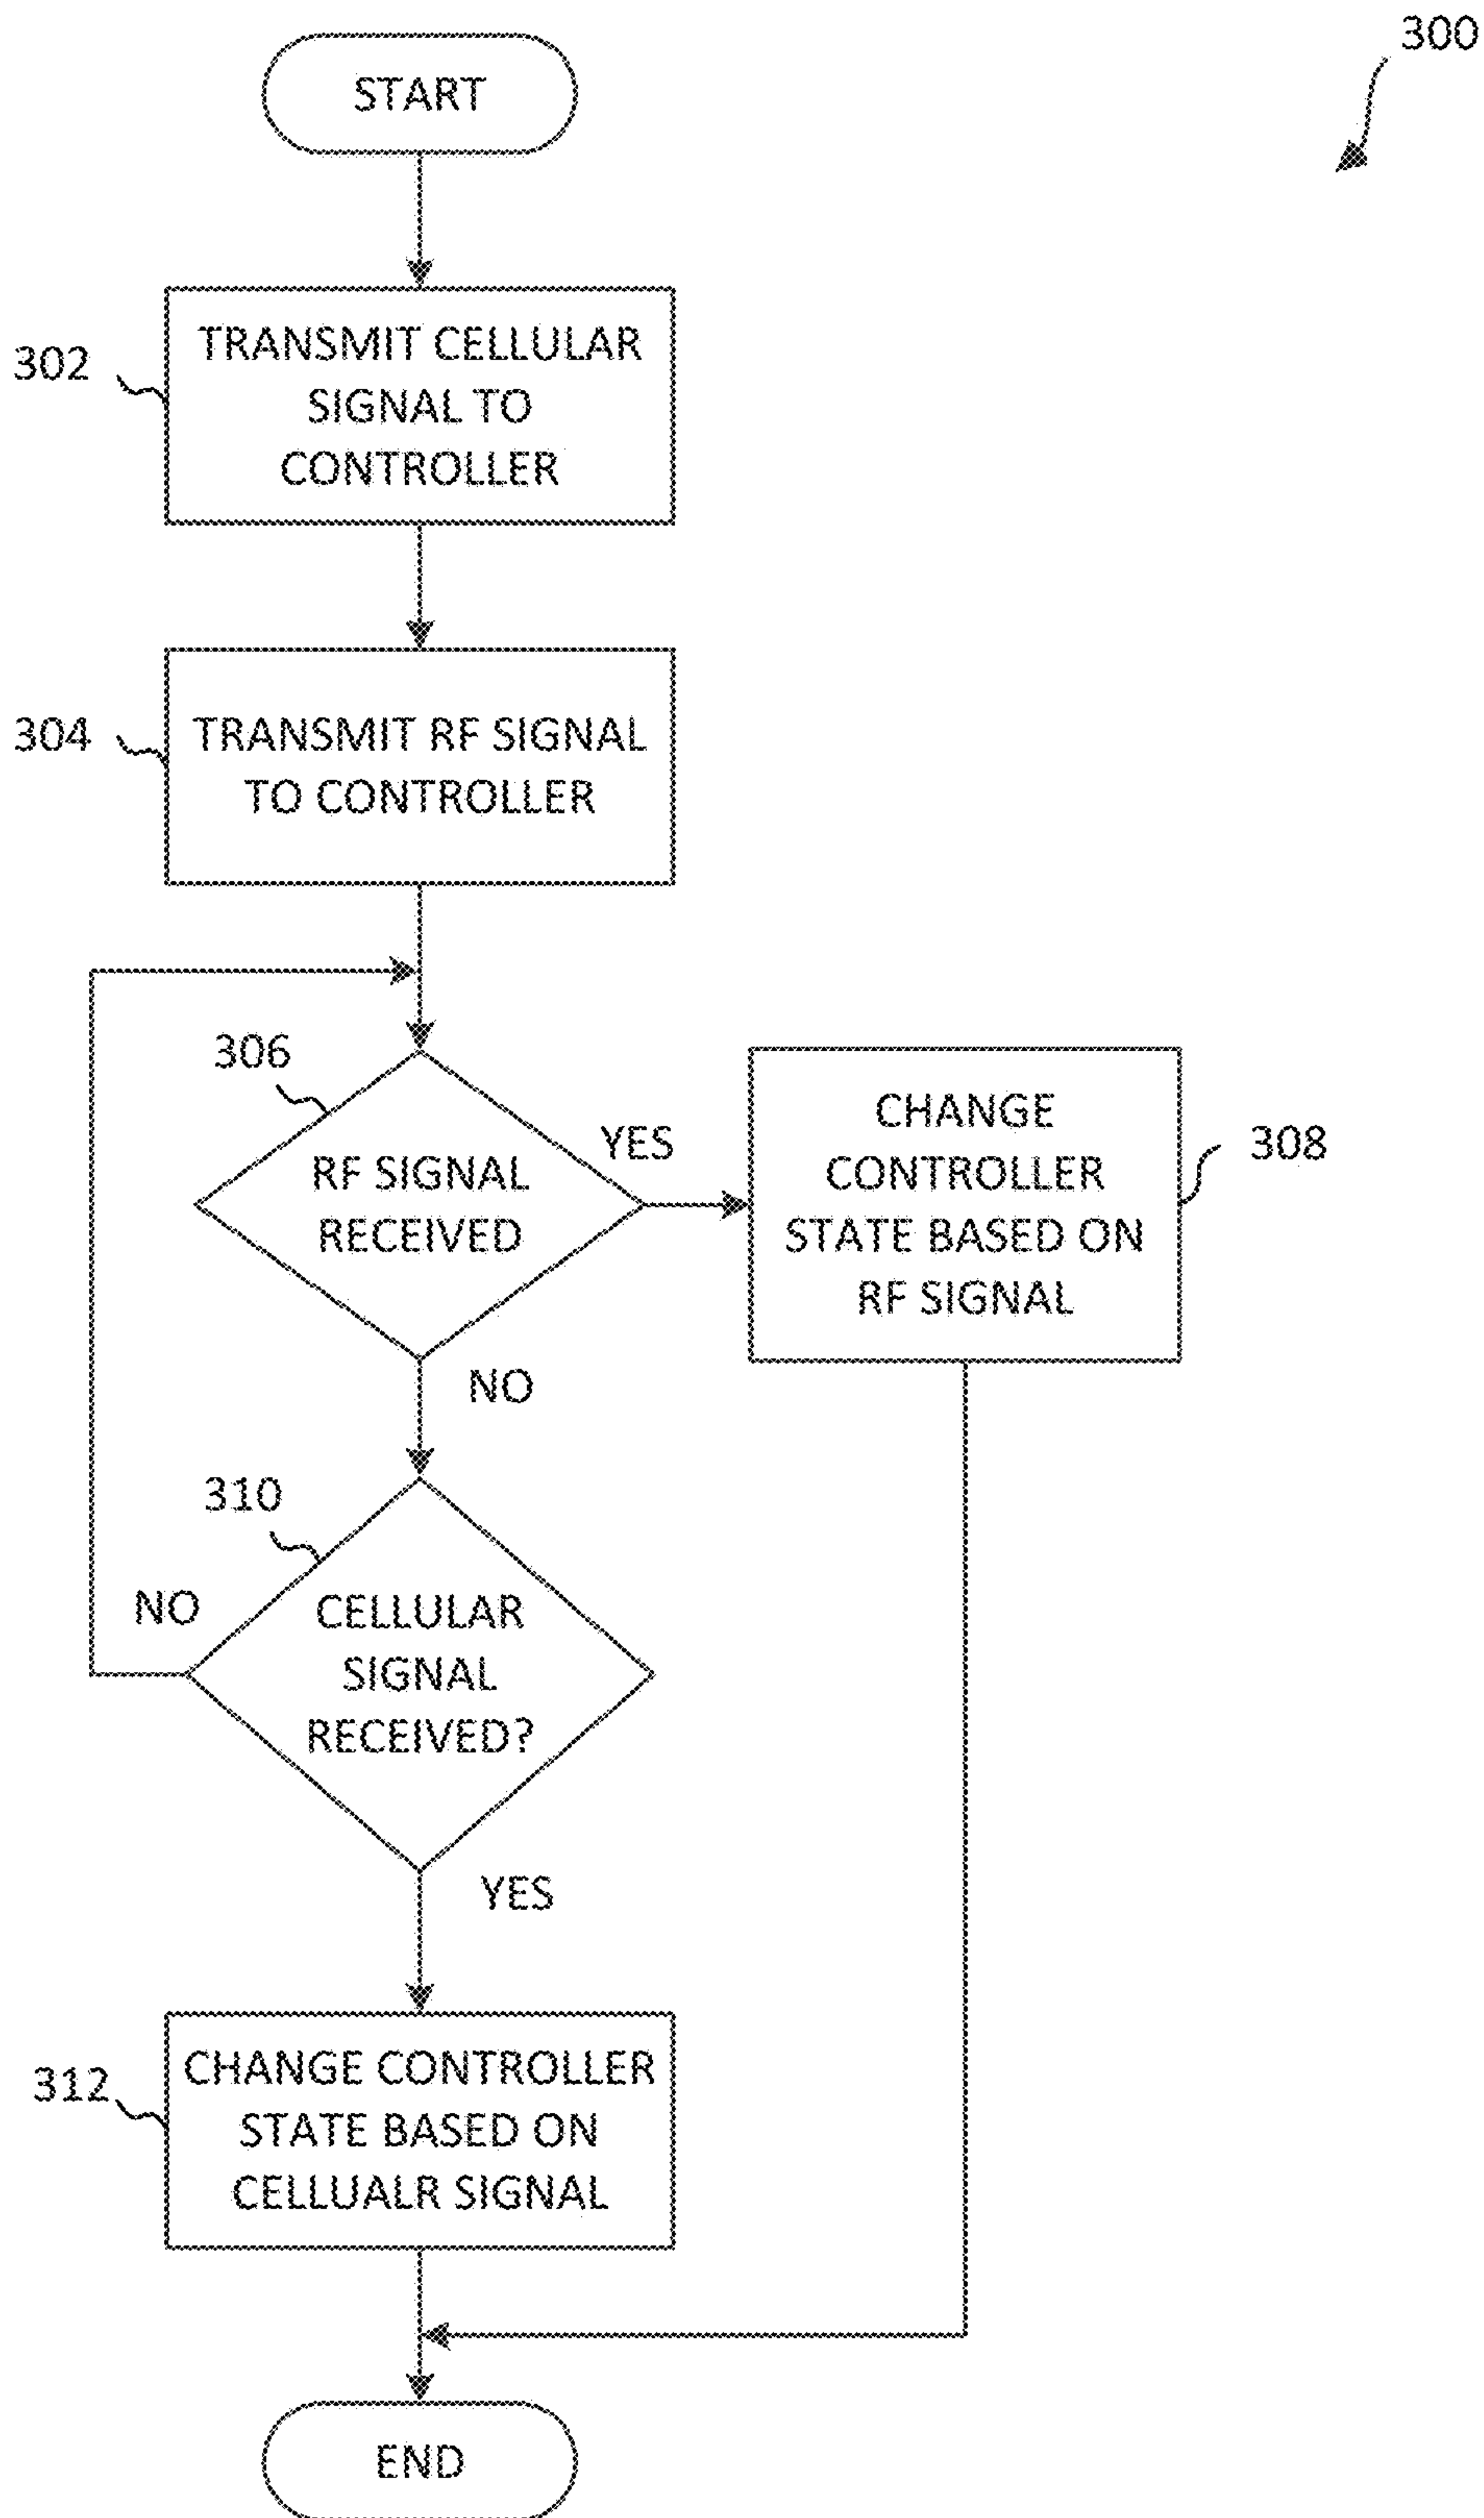 300
START
302
TRANSMIT CELLULAR
SIGNAL TO
CONTROLLER
304
TRANSMIT RF SIGNAL
TO CONTROLLER
306
RF SIGNAL
RECEIVED
YES
CHANGE
CONTROLLER
STATE BASED ON
RF SIGNAL
308
NO
310
NO
CELLULAR
SIGNAL
RECEIVED?
YES
312
CHANGE CONTROLLER
STATE BASED ON
CELLUALR SIGNAL
END